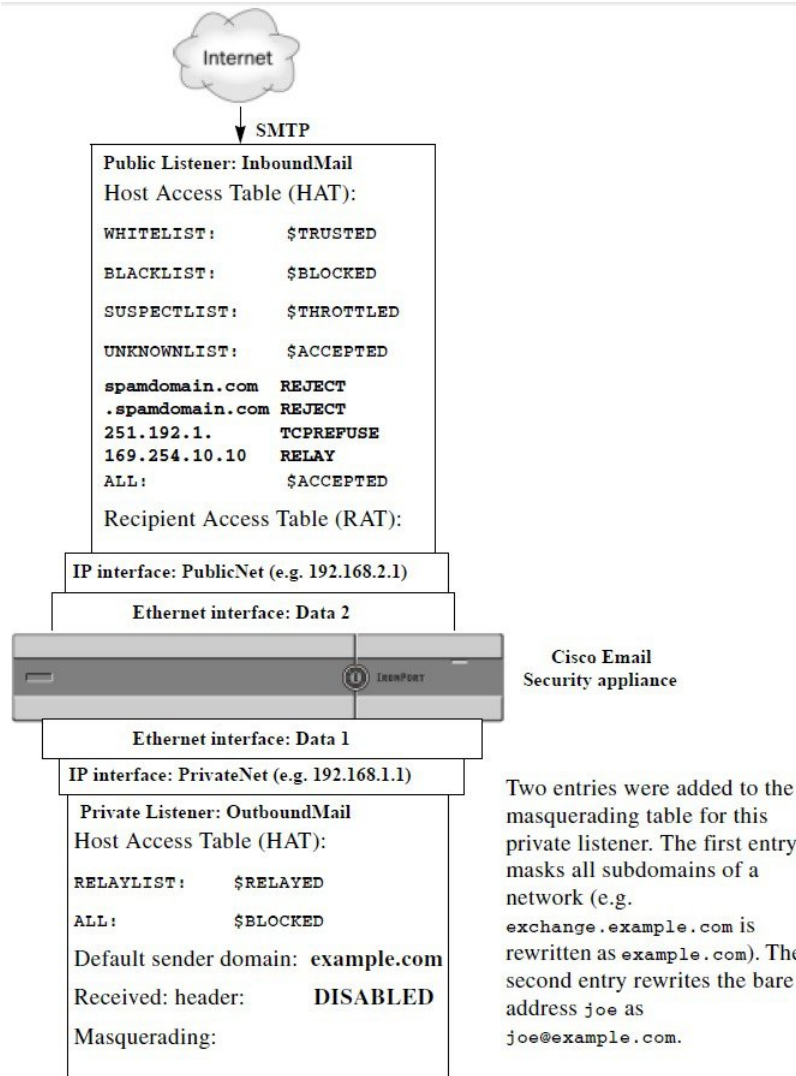 Internet
SMTP
Public Listener: InboundMail
Host Access Table (HAT):
WHITELIST: $TRUSTED
BLACKLIST: $BLOCKED
SUSPECTLIST: $THROTTLED
UNKNOWNLIST: $ACCEPTED
spamdomain.com REJECT
.spamdomain.com REJECT
251.192.1. TCPREFUSE
169.254.10.10 RELAY
ALL: $ACCEPTED
Recipient Access Table (RAT):
IP interface: PublicNet (e.g. 192.168.2.1)
Ethernet interface: Data 2
IRONPORT
Cisco Email
Security appliance
Ethernet interface: Data 1
IP interface: PrivateNet (e.g. 192.168.1.1)
Private Listener: OutboundMail
Host Access Table (HAT):
RELAYLIST: $RELAYED
ALL: $BLOCKED
Default sender domain: example.com
Received: header: DISABLED
Masquerading:
Two entries were added to the
masquerading table for this
private listener. The first entry
masks all subdomains of a
network (e.g.
exchange.example.com is
rewritten as example.com). The
second entry rewrites the bare
address joe as
joe@example.com.